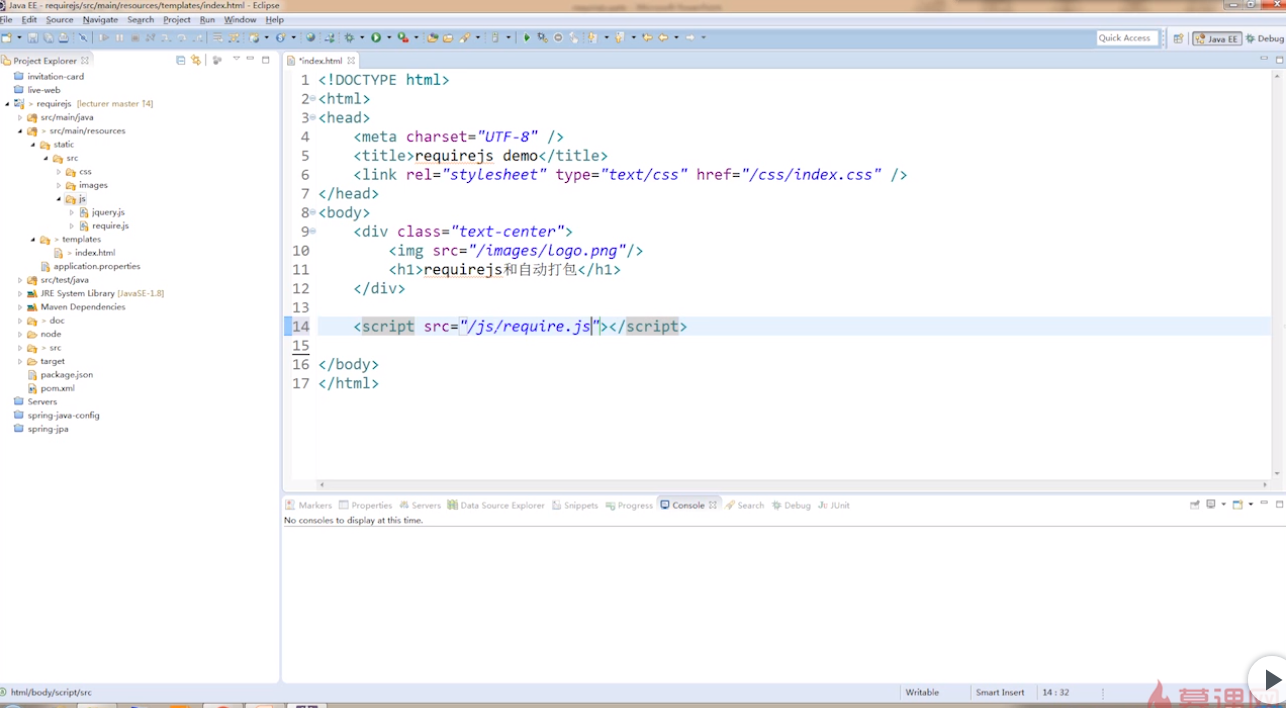 Java EE - requirejs/src/main/resources/templates/index.html - Eclipse
File Edit Source Navigate Search Project Run Window Help
Quick Access
Java EE
Debug
Project Explorer
*index.html
invitation-card
live-web
> requirejs [lecturer master ↑4]
src/main/java
> src/main/resources
static
src
css
images
js
jquery.js
require.js
> templates
> index.html
application.properties
src/test/java
JRE System Library [JavaSE-1.8]
Maven Dependencies
> doc
node
> src
target
package.json
pom.xml
Servers
spring-java-config
spring-jpa
1 <!DOCTYPE html>
2 <html>
3 <head>
4 <meta charset="UTF-8" />
5 <title>requirejs demo</title>
6 <link rel="stylesheet" type="text/css" href="/css/index.css" />
7 </head>
8 <body>
9 <div class="text-center">
10 <img src="/images/logo.png"/>
11 <h1>requirejs和自动打包</h1>
12 </div>
13
14 <script src="/js/require.js"></script>
15
16 </body>
17 </html>
Markers Properties Servers Data Source Explorer Snippets Progress Console Search Debug JUnit
No consoles to display at this time.
html/body/script/src
Writable
Smart Insert
14 : 32
慕课网